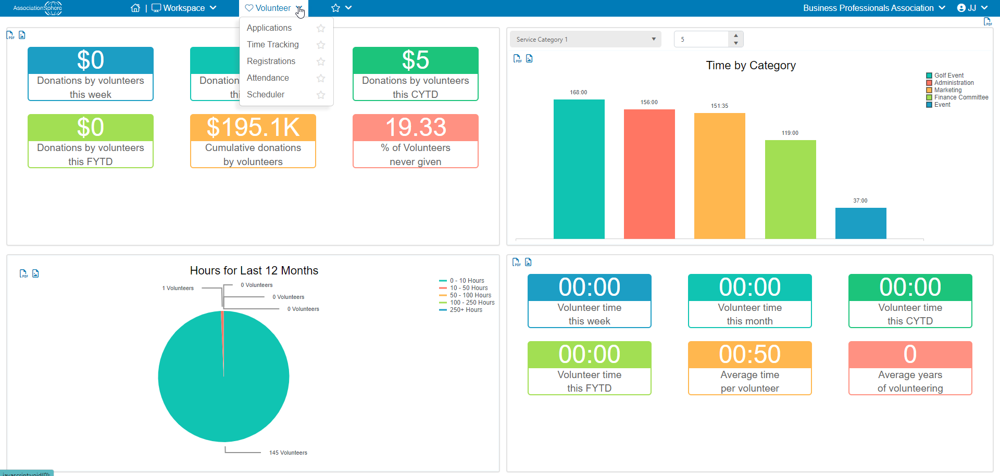 AssociationSphere
| Workspace
Volunteer
Business Professionals Association
JJ
Applications
Time Tracking
Registrations
Attendance
Scheduler
PDF
PDF
$0
Donations by volunteers
this week
Donation
thi
$5
Donations by volunteers
this CYTD
$0
Donations by volunteers
this FYTD
$195.1K
Cumulative donations
by volunteers
19.33
% of Volunteers
never given
Service Category 1
5
PDF
Time by Category
Golf Event
Administration
Marketing
Finance Committee
Event
168:00
156:00
151:35
119:00
37:00
PDF
Hours for Last 12 Months
1 Volunteers
0 Volunteers
0 Volunteers
0 Volunteers
145 Volunteers
0 - 10 Hours
10 - 50 Hours
50 - 100 Hours
100 - 250 Hours
250+ Hours
PDF
00:00
Volunteer time
this week
00:00
Volunteer time
this month
00:00
Volunteer time
this CYTD
00:00
Volunteer time
this FYTD
00:50
Average time
per volunteer
0
Average years
of volunteering
javascript:void(0);